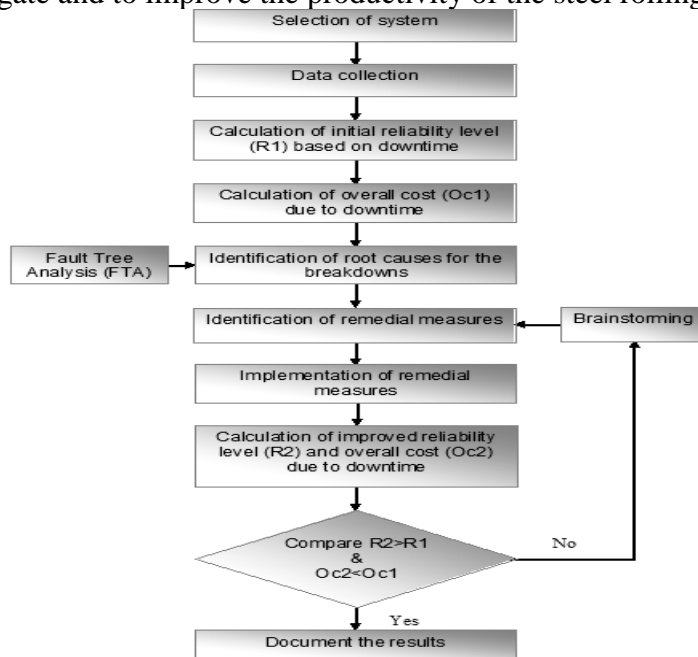 gate and to improve the productivity of the steel rolling
Selection of system
Data collection
Calculation of initial reliability level
(R1) based on downtime
Calculation of overall cost (Oc1)
due to downtime
Fault Tree
Analysis (FTA)
Identification of root causes for the
breakdowns
Identification of remedial measures
Brainstorming
Implementation of remedial
measures
Calculation of improved reliability
level (R2) and overall cost (Oc2)
due to downtime
Compare R2>R1
&
Oc2<Oc1
No
Yes
Document the results